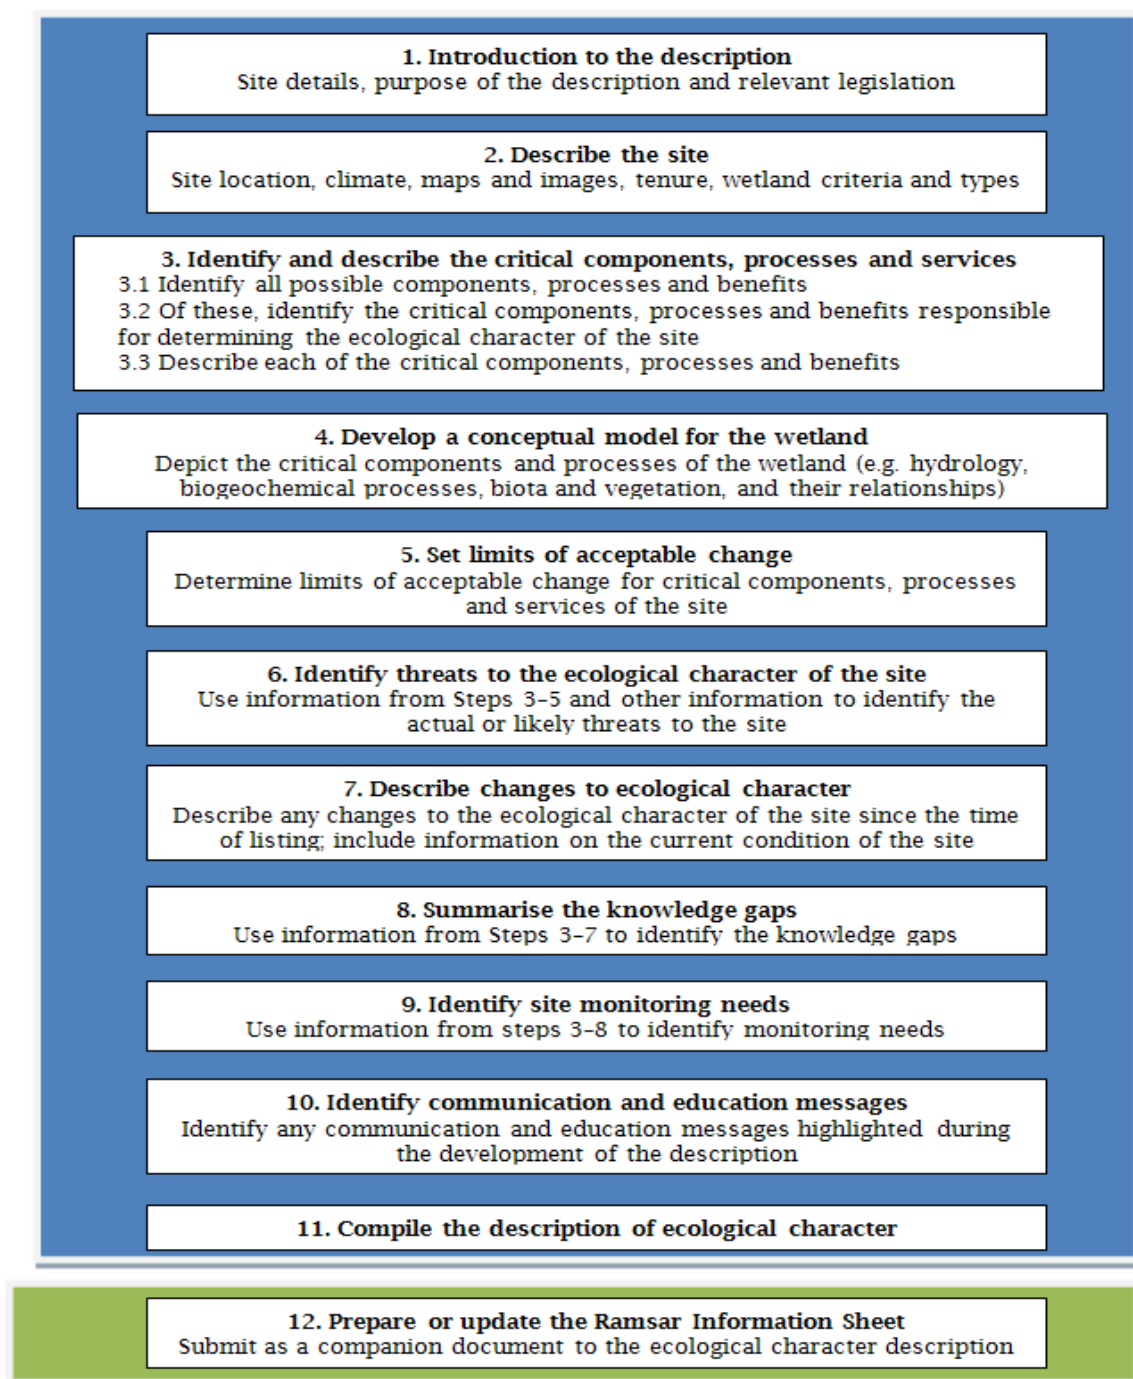 1. Introduction to the description
Site details, purpose of the description and relevant legislation
2. Describe the site
Site location, climate, maps and images, tenure, wetland criteria and types
3. Identify and describe the critical components, processes and services
3.1 Identify all possible components, processes and benefits
3.2 Of these, identify the critical components, processes and benefits responsible
for determining the ecological character of the site
3.3 Describe each of the critical components, processes and benefits
4. Develop a conceptual model for the wetland
Depict the critical components and processes of the wetland (e.g. hydrology,
biogeochemical processes, biota and vegetation, and their relationships)
5. Set limits of acceptable change
Determine limits of acceptable change for critical components, processes
and services of the site
6. Identify threats to the ecological character of the site
Use information from Steps 3–5 and other information to identify the
actual or likely threats to the site
7. Describe changes to ecological character
Describe any changes to the ecological character of the site since the time
of listing; include information on the current condition of the site
8. Summarise the knowledge gaps
Use information from Steps 3–7 to identify the knowledge gaps
9. Identify site monitoring needs
Use information from steps 3–8 to identify monitoring needs
10. Identify communication and education messages
Identify any communication and education messages highlighted during
the development of the description
11. Compile the description of ecological character
12. Prepare or update the Ramsar Information Sheet
Submit as a companion document to the ecological character description